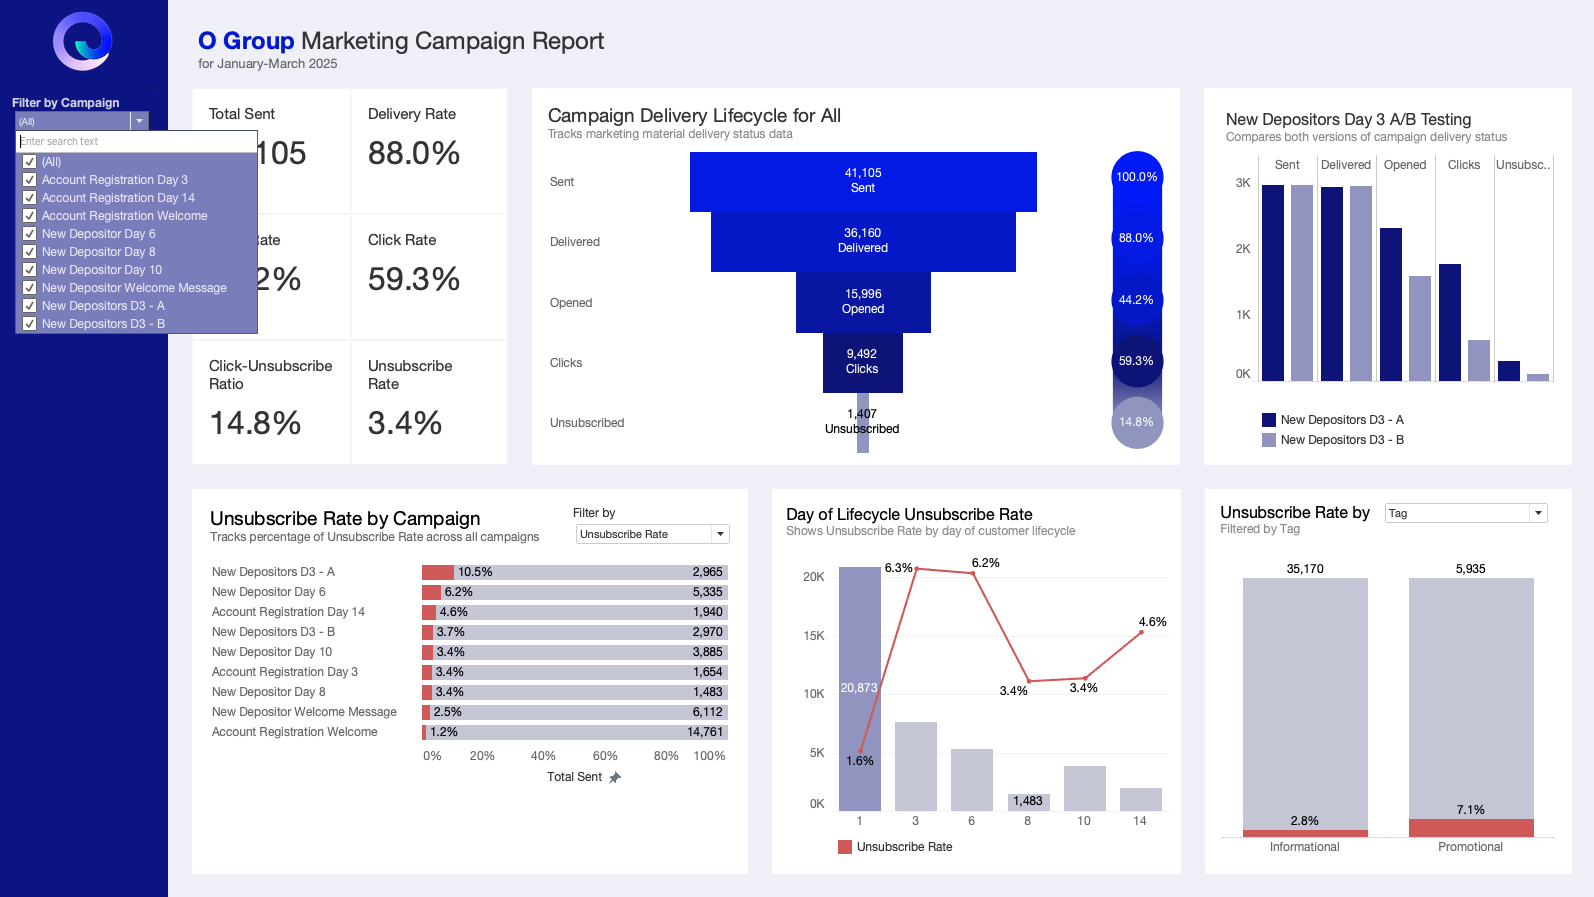 O Group Marketing Campaign Report
for January-March 2025
Filter by Campaign
(All)
Enter search text
(All)
Account Registration Day 3
Account Registration Day 14
Account Registration Welcome
New Depositor Day 6
New Depositor Day 8
New Depositor Day 10
New Depositor Welcome Message
New Depositors D3 - A
New Depositors D3 - B
Total Sent
105
Delivery Rate
88.0%
Rate
2%
Click Rate
59.3%
Click-Unsubscribe
Ratio
14.8%
Unsubscribe
Rate
3.4%
Campaign Delivery Lifecycle for All
Tracks marketing material delivery status data
Sent
41,105
Sent
100.0%
Delivered
36,160
Delivered
88.0%
Opened
15,996
Opened
44.2%
Clicks
9,492
Clicks
59.3%
Unsubscribed
1,407
Unsubscribed
14.8%
New Depositors Day 3 A/B Testing
Compares both versions of campaign delivery status
Sent Delivered Opened Clicks Unsubsc..
3K
2K
1K
0K
New Depositors D3 - A
New Depositors D3 - B
Unsubscribe Rate by Campaign
Tracks percentage of Unsubscribe Rate across all campaigns
Filter by
Unsubscribe Rate
New Depositors D3 - A 10.5% 2,965
New Depositor Day 6 6.2% 5,335
Account Registration Day 14 4.6% 1,940
New Depositors D3 - B 3.7% 2,970
New Depositor Day 10 3.4% 3,885
Account Registration Day 3 3.4% 1,654
New Depositor Day 8 3.4% 1,483
New Depositor Welcome Message 2.5% 6,112
Account Registration Welcome 1.2% 14,761
0% 20% 40% 60% 80% 100%
Total Sent
Day of Lifecycle Unsubscribe Rate
Shows Unsubscribe Rate by day of customer lifecycle
20K
15K
10K
5K
0K
6.3%
6.2%
4.6%
20,873
3.4%
3.4%
1.6%
1,483
1 3 6 8 10 14
Unsubscribe Rate
Unsubscribe Rate by
Tag
Filtered by Tag
35,170 5,935
2.8% 7.1%
Informational Promotional